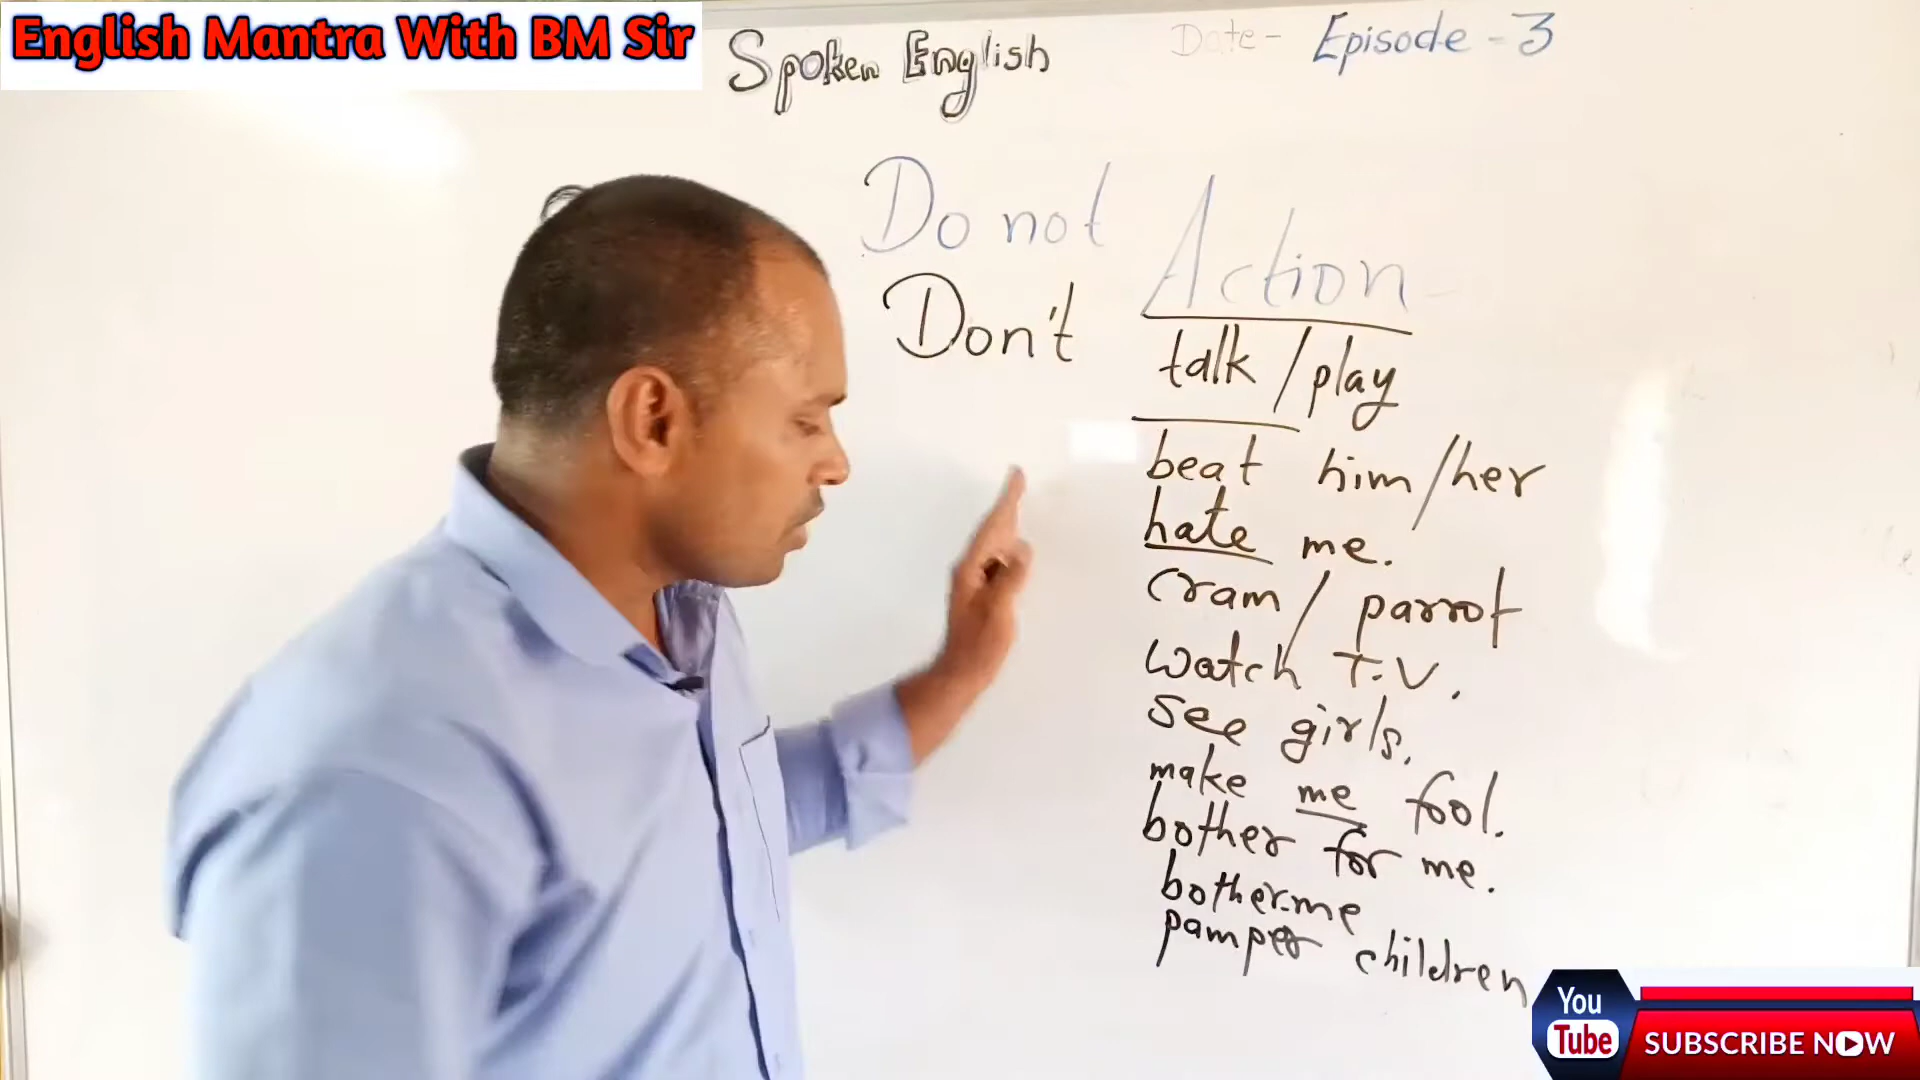 English Mantra With BM Sir
Spoken English
Date - Episode - 3
Do not
Action
Don't
talk / play
beat him / her
hate me.
cram / parrot
watch T.V.
see girls.
make me fool.
bother for me.
bother me
pamper children
You
Tube
SUBSCRIBE NOW